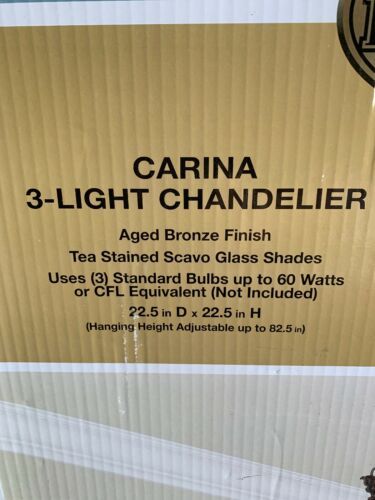 CARINA
3-LIGHT CHANDELIER
Aged Bronze Finish
Tea Stained Scavo Glass Shades
Uses (3) Standard Bulbs up to 60 Watts
or CFL Equivalent (Not Included)
22.5 in D x 22.5 in H
(Hanging Height Adjustable up to 82.5 in)